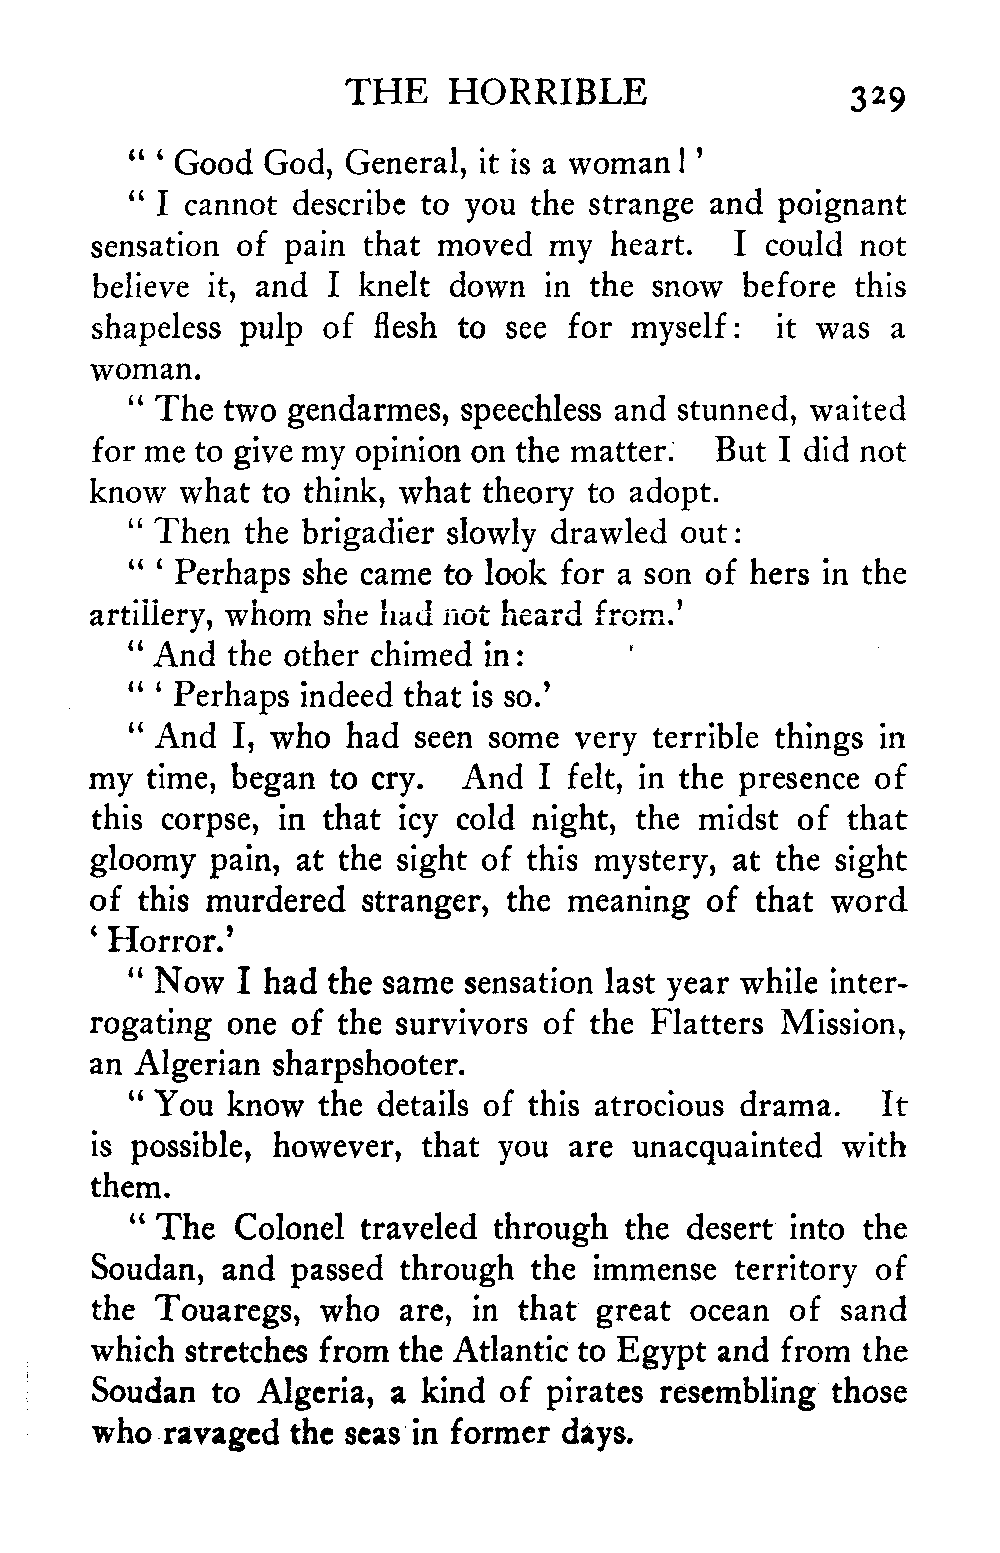 THE HORRIBLE 329
“ ‘ Good God, General, it is a woman ! ’
“ I cannot describe to you the strange and poignant
sensation of pain that moved my heart. I could not
believe it, and I knelt down in the snow before this
shapeless pulp of flesh to see for myself: it was a
woman.
“ The two gendarmes, speechless and stunned, waited
for me to give my opinion on the matter. But I did not
know what to think, what theory to adopt.
“ Then the brigadier slowly drawled out:
“ ‘ Perhaps she came to look for a son of hers in the
artillery, whom she had not heard from.’
“ And the other chimed in:
“ ‘ Perhaps indeed that is so.’
“ And I, who had seen some very terrible things in
my time, began to cry. And I felt, in the presence of
this corpse, in that icy cold night, the midst of that
gloomy pain, at the sight of this mystery, at the sight
of this murdered stranger, the meaning of that word
‘ Horror.’
“ Now I had the same sensation last year while inter-
rogating one of the survivors of the Flatters Mission,
an Algerian sharpshooter.
“ You know the details of this atrocious drama. It
is possible, however, that you are unacquainted with
them.
“ The Colonel traveled through the desert into the
Soudan, and passed through the immense territory of
the Touaregs, who are, in that great ocean of sand
which stretches from the Atlantic to Egypt and from the
Soudan to Algeria, a kind of pirates resembling those
who ravaged the seas in former days.